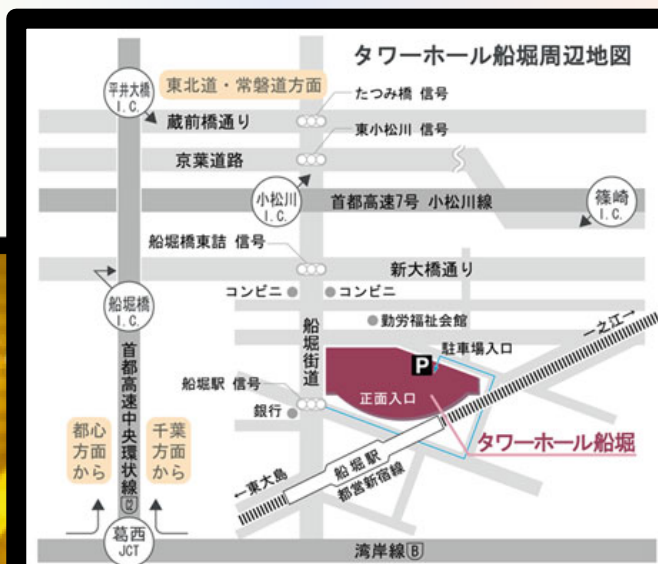 タワーホール船堀周辺地図
平井大橋
I.C.
東北道・常磐道方面
たつみ橋 信号
蔵前橋通り
東小松川 信号
京葉道路
小松川
I.C.
首都高速7号 小松川線
篠崎
I.C.
船堀橋東詰 信号
新大橋通り
コンビニ
コンビニ
船堀橋
I.C.
勤労福祉会館
一之江→
船堀街道
駐車場入口
P
首都高速中央環状線
C2
船堀駅 信号
正面入口
銀行
都心
方面
から
千葉
方面
から
タワーホール船堀
船堀駅
←東大島
都営新宿線
葛西
JCT
湾岸線B